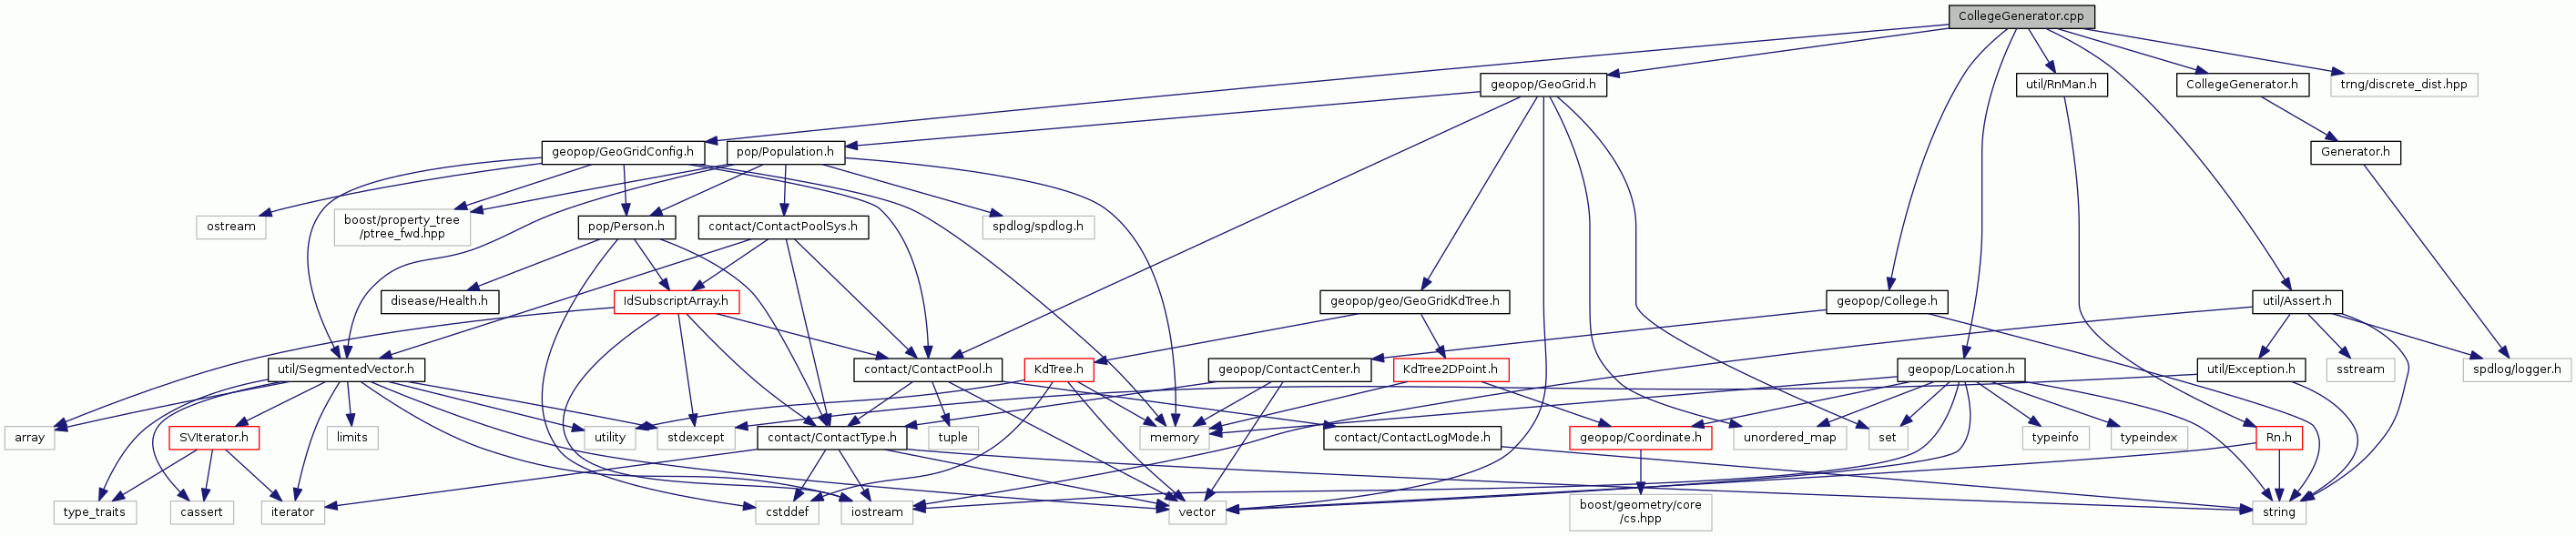 CollegeGenerator.cpp
geopop/GeoGrid.h
util/RnMan.h
CollegeGenerator.h
trng/discrete_dist.hpp
geopop/GeoGridConfig.h
pop/Population.h
Generator.h
ostream
boost/property_tree
/ptree_fwd.hpp
pop/Person.h
contact/ContactPoolSys.h
spdlog/spdlog.h
disease/Health.h
IdSubscriptArray.h
geopop/geo/GeoGridKdTree.h
geopop/College.h
util/Assert.h
util/SegmentedVector.h
contact/ContactPool.h
KdTree.h
geopop/ContactCenter.h
KdTree2DPoint.h
geopop/Location.h
util/Exception.h
sstream
spdlog/logger.h
array
SVIterator.h
limits
utility
stdexcept
contact/ContactType.h
tuple
memory
contact/ContactLogMode.h
geopop/Coordinate.h
unordered_map
set
typeinfo
typeindex
Rn.h
type_traits
cassert
iterator
cstddef
iostream
vector
boost/geometry/core
/cs.hpp
string